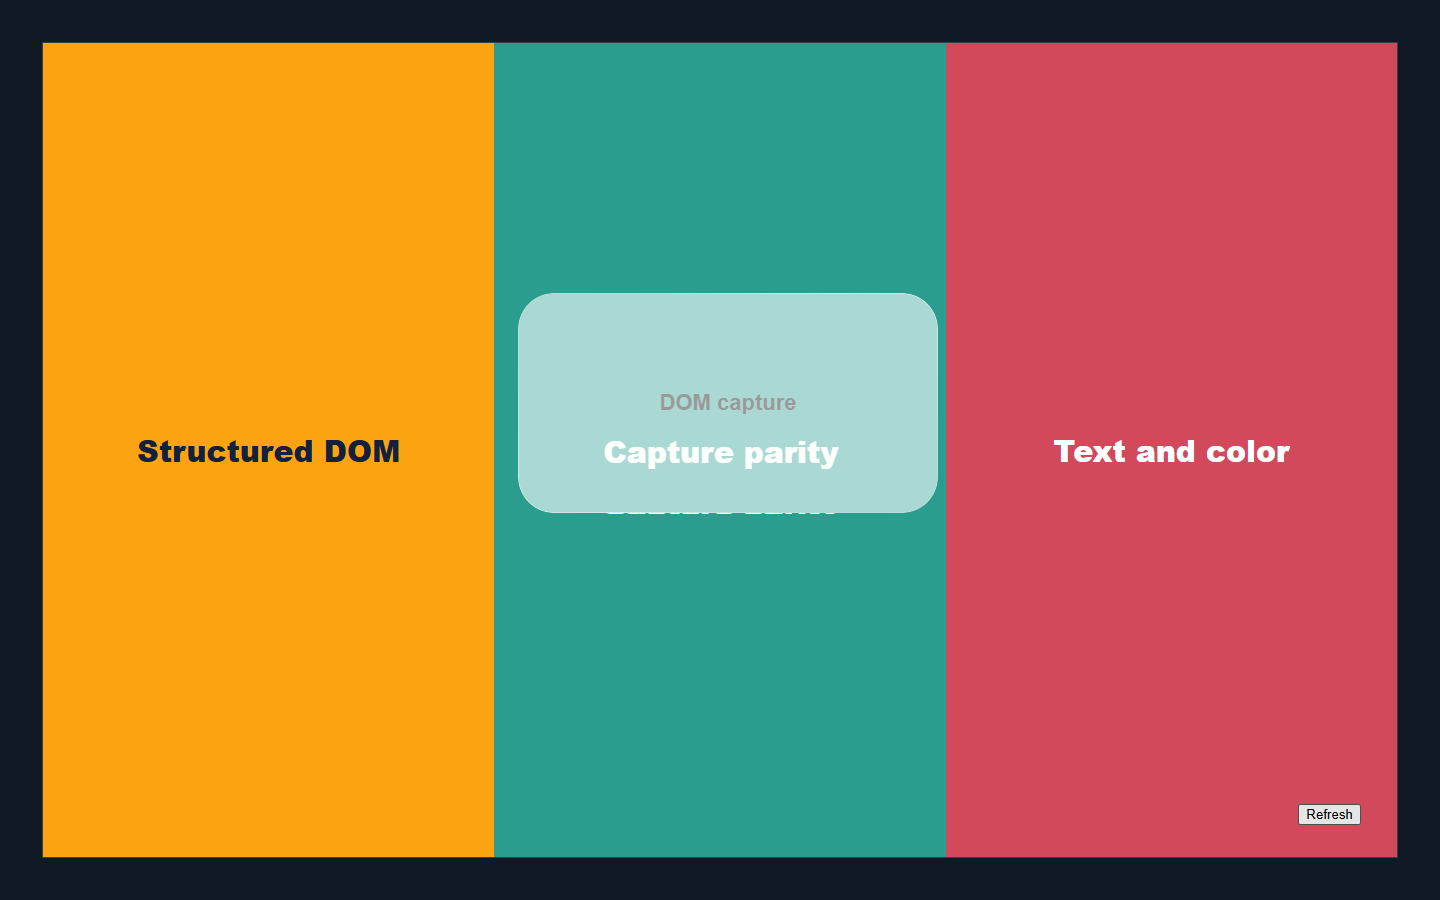 Structured DOM
DOM capture
Capture parity
Text and color
Refresh